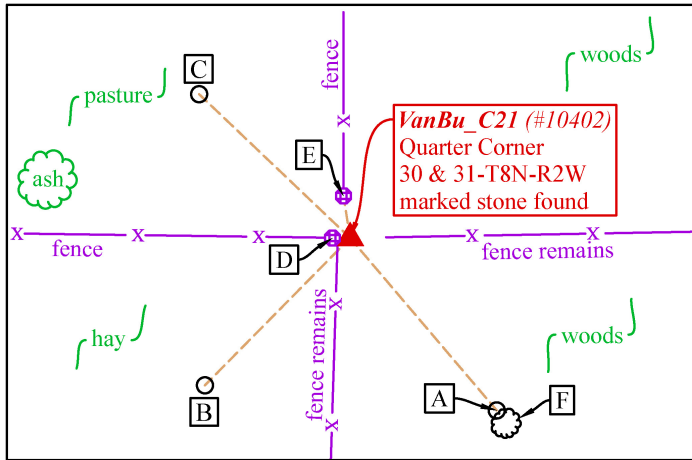 C
fence
woods
pasture
VanBu_C21 (#10402)
Quarter Corner
30 & 31-T8N-R2W
marked stone found
E
ash
x
x
x
x
x
x
fence
D
fence remains
x
hay
fence remains
woods
A
F
B
x